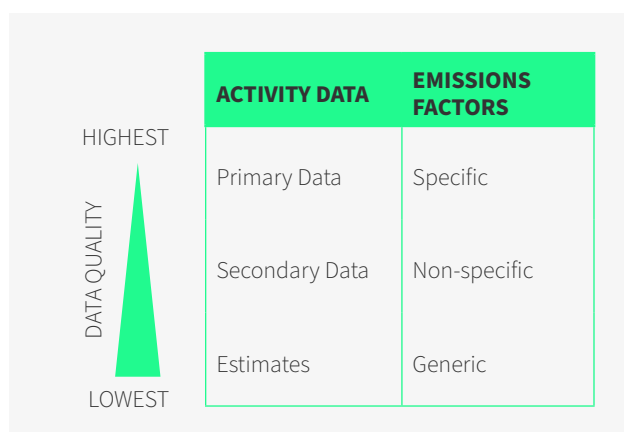 ACTIVITY DATA
EMISSIONS
FACTORS
HIGHEST
Primary Data
Specific
DATA QUALITY
Secondary Data
Non-specific
Estimates
Generic
LOWEST